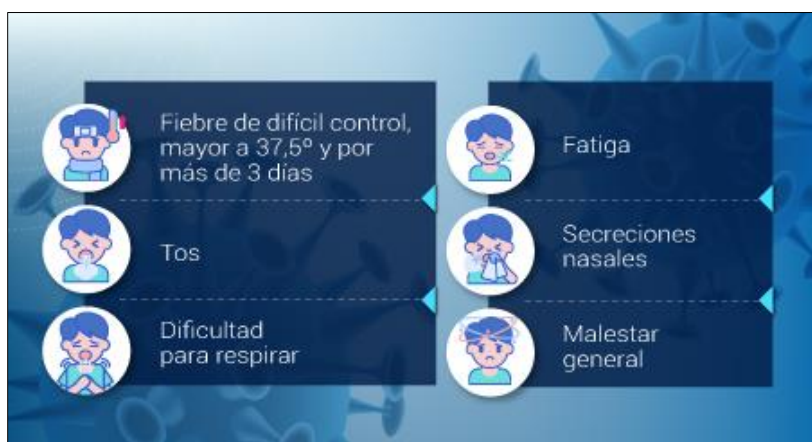 Fiebre de difícil control,
mayor a 37,5º y por
más de 3 días
Tos
Dificultad
para respirar
Fatiga
Secreciones
nasales
Malestar
general